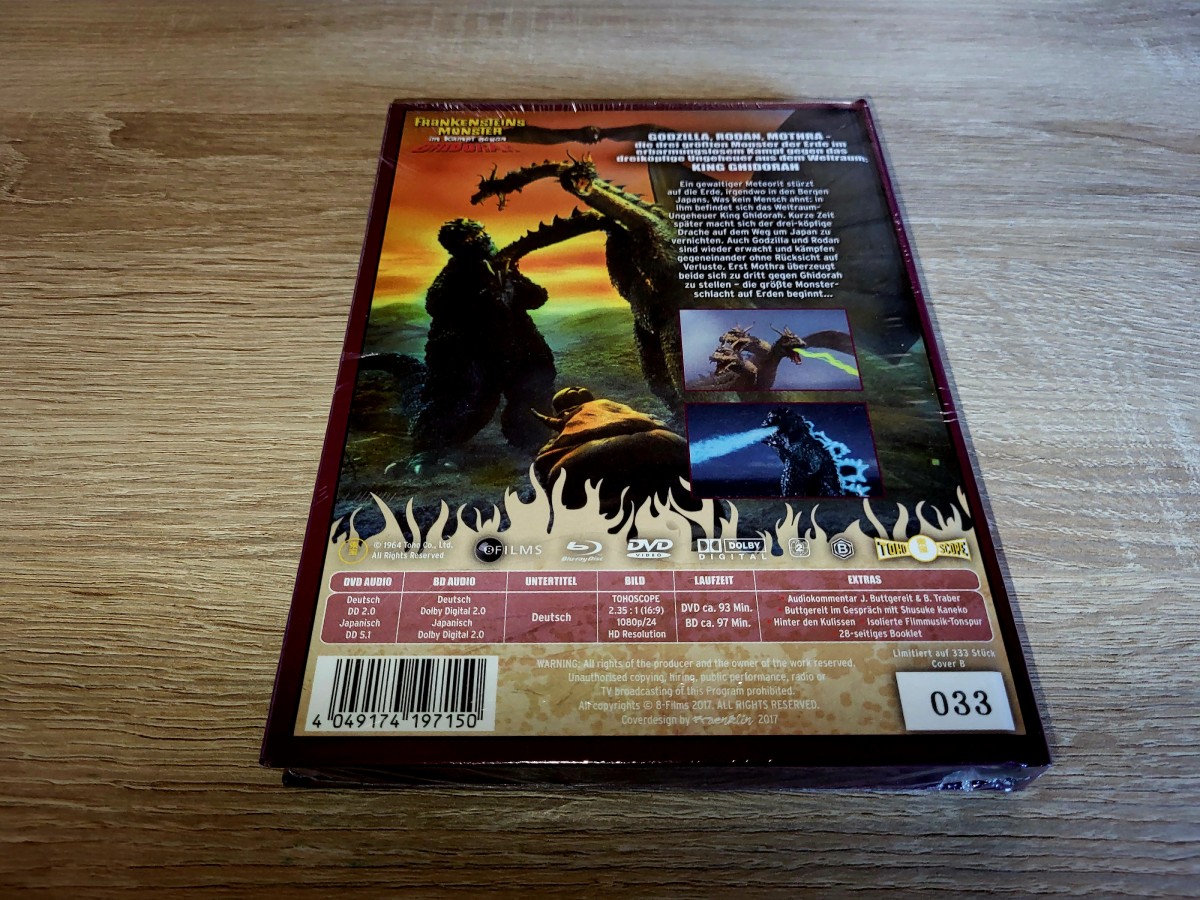 FRANKENSTEINS
MONSTER
im Kampf gegen
GHIDORAH
GODZILLA, RODAN, MOTHRA -
die drei größten Monster der Erde im
erbarmungslosem Kampf gegen das
dreiköpfige Ungeheuer aus dem Weltraum:
KING GHIDORAH
Ein gewaltiger Meteorit stürzt
auf die Erde, irgendwo in den Bergen
Japans. Was kein Mensch ahnt: in
ihm befindet sich das Weltraum-
Ungeheuer King Ghidorah. Kurze Zeit
später macht sich der drei-köpfige
Drache auf dem Weg um Japan zu
vernichten. Auch Godzilla und Rodan
sind wieder erwacht und kämpfen
gegeneinander ohne Rücksicht auf
Verluste. Erst Mothra überzeugt
beide sich zu dritt gegen Ghidorah
zu stellen - die größte Monster-
schlacht auf Erden beginnt...
© 1964 Toho Co., Ltd.
All Rights Reserved
8 FILMS
Blu-ray Disc
DVD
VIDEO
DOLBY
DIGITAL
2
B
TOHO SCOPE
DVD AUDIO BD AUDIO UNTERTITEL BILD LAUFZEIT EXTRAS
Deutsch
DD 2.0
Japanisch
DD 5.1
Deutsch
Dolby Digital 2.0
Japanisch
Dolby Digital 2.0
Deutsch
TOHOSCOPE
2.35 : 1 (16:9)
1080p/24
HD Resolution
DVD ca. 93 Min.
BD ca. 97 Min.
Audiokommentar J. Buttgereit & B. Traber
Buttgereit im Gespräch mit Shusuke Kaneko
Hinter den Kulissen Isolierte Filmmusik-Tonspur
28-seitiges Booklet
Limitiert auf 333 Stück
Cover B
033
4 049174 197150
WARNING: All rights of the producer and the owner of the work reserved.
Unauthorised copying, hiring, public performance, radio or
TV broadcasting of this Program prohibited.
All copyrights © 8-Films 2017. ALL RIGHTS RESERVED.
Coverdesign by 2017